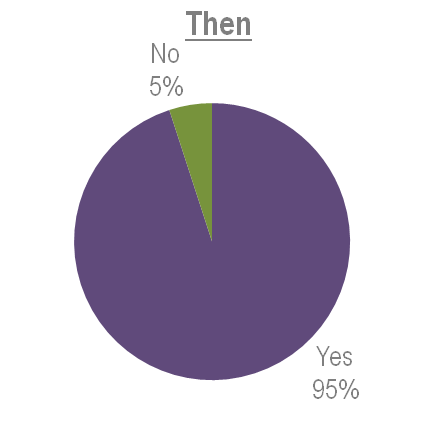 Then
No
5%
Yes
95%